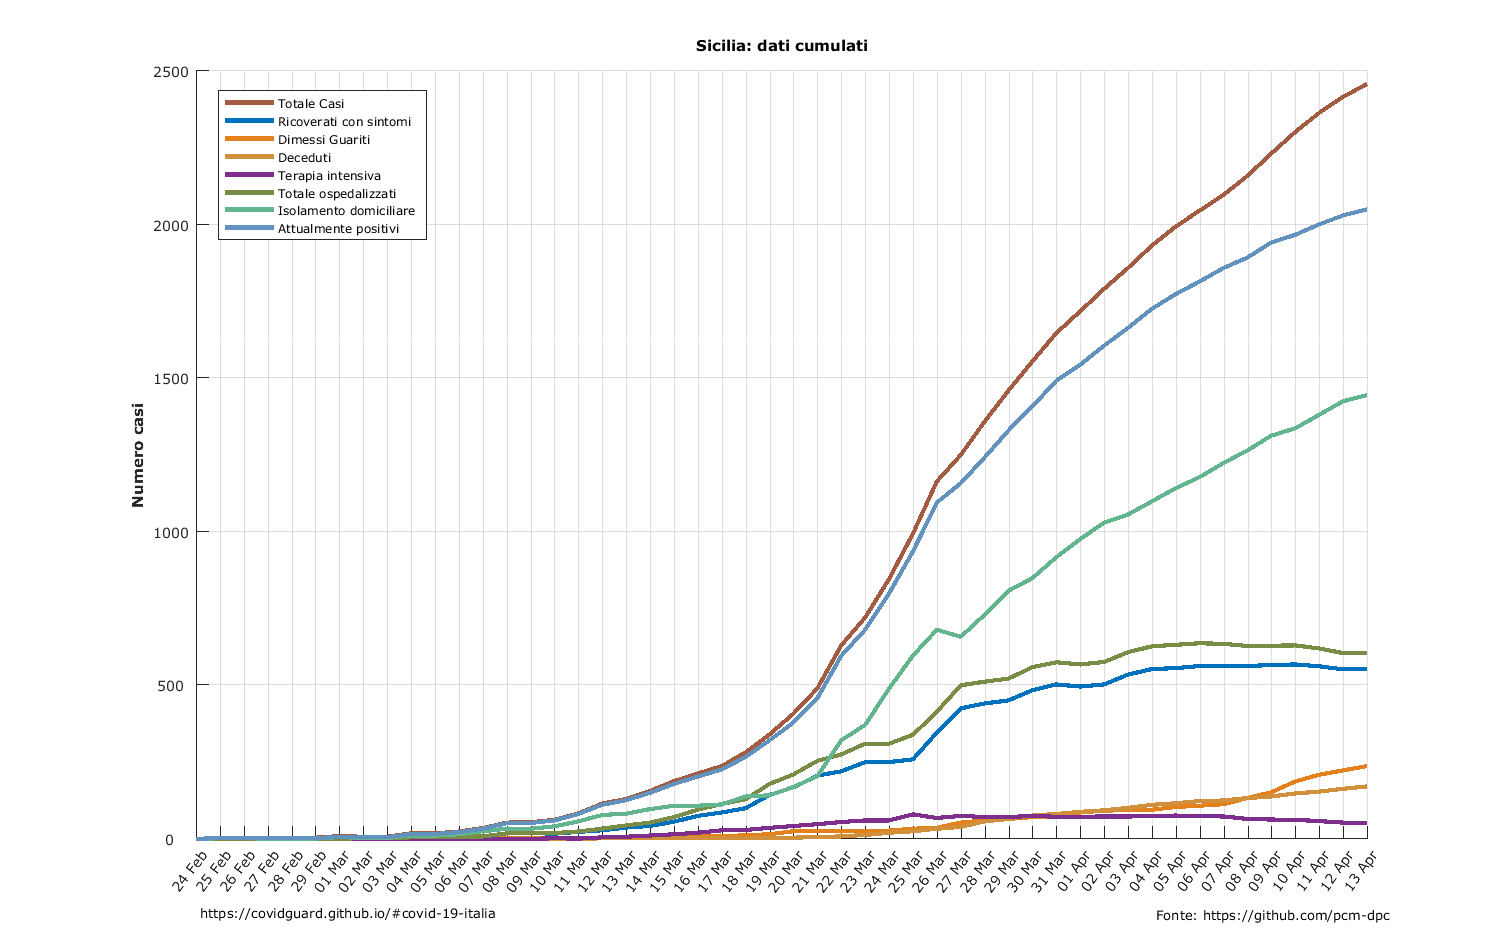 Sicilia: dati cumulati
2500
2000
1500
1000
500
0
Numero casi
Totale Casi
Ricoverati con sintomi
Dimessi Guariti
Deceduti
Terapia intensiva
Totale ospedalizzati
Isolamento domiciliare
Attualmente positivi
24 Feb
25 Feb
26 Feb
27 Feb
28 Feb
29 Feb
01 Mar
02 Mar
03 Mar
04 Mar
05 Mar
06 Mar
07 Mar
08 Mar
09 Mar
10 Mar
11 Mar
12 Mar
13 Mar
14 Mar
15 Mar
16 Mar
17 Mar
18 Mar
19 Mar
20 Mar
21 Mar
22 Mar
23 Mar
24 Mar
25 Mar
26 Mar
27 Mar
28 Mar
29 Mar
30 Mar
31 Mar
01 Apr
02 Apr
03 Apr
04 Apr
05 Apr
06 Apr
07 Apr
08 Apr
09 Apr
10 Apr
11 Apr
12 Apr
13 Apr
https://covidguard.github.io/#covid-19-italia
Fonte: https://github.com/pcm-dpc